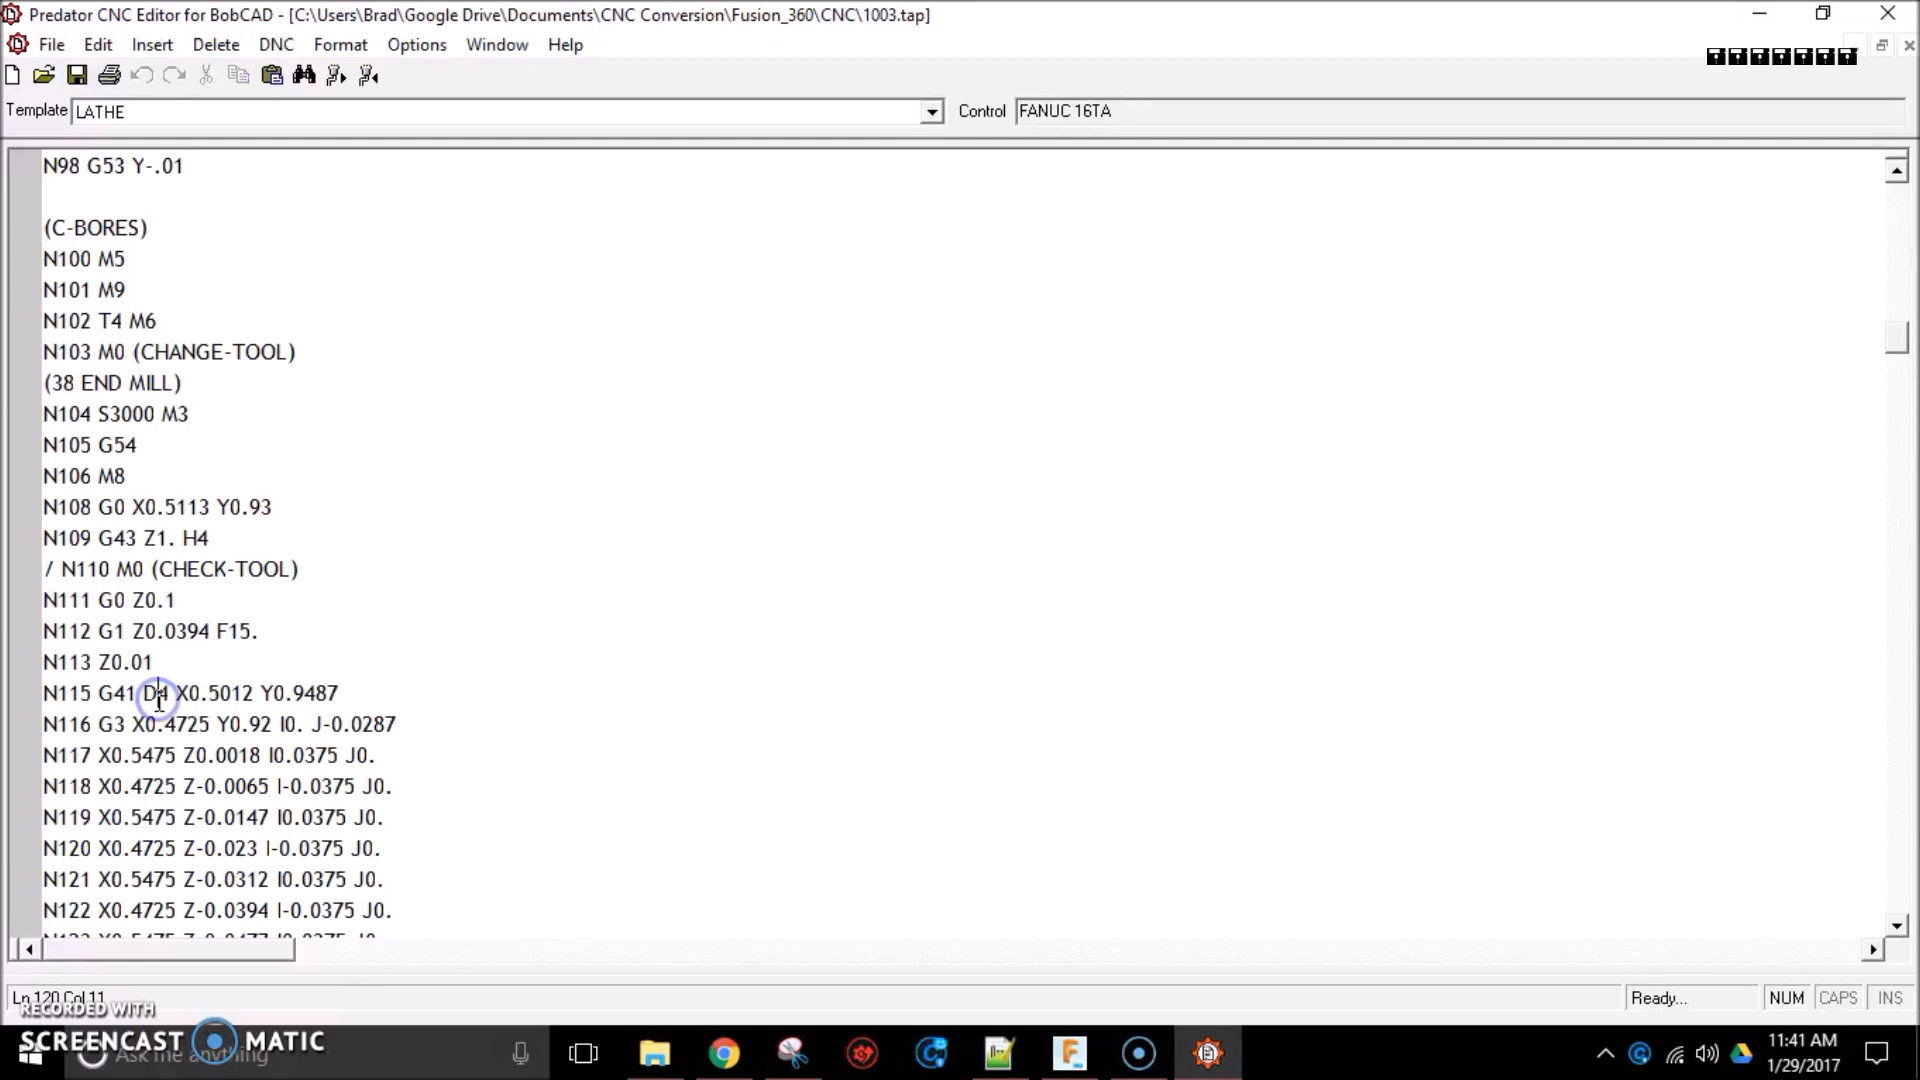 Predator CNC Editor for BobCAD - [C:\Users\Brad\Google Drive\Documents\CNC Conversion\Fusion_360\CNC\1003.tap]
File Edit Insert Delete DNC Format Options Window Help
Template LATHE Control FANUC 16TA
N98 G53 Y-.01
(C-BORES)
N100 M5
N101 M9
N102 T4 M6
N103 M0 (CHANGE-TOOL)
(38 END MILL)
N104 S3000 M3
N105 G54
N106 M8
N108 G0 X0.5113 Y0.93
N109 G43 Z1. H4
/ N110 M0 (CHECK-TOOL)
N111 G0 Z0.1
N112 G1 Z0.0394 F15.
N113 Z0.01
N115 G41 D4 X0.5012 Y0.9487
N116 G3 X0.4725 Y0.92 I0. J-0.0287
N117 X0.5475 Z0.0018 I0.0375 J0.
N118 X0.4725 Z-0.0065 I-0.0375 J0.
N119 X0.5475 Z-0.0147 I0.0375 J0.
N120 X0.4725 Z-0.023 I-0.0375 J0.
N121 X0.5475 Z-0.0312 I0.0375 J0.
N122 X0.4725 Z-0.0394 I-0.0375 J0.
Ln 120 Col 11 Ready... NUM CAPS INS
RECORDED WITH
SCREENCAST MATIC
Ask me anything
11:41 AM
1/29/2017